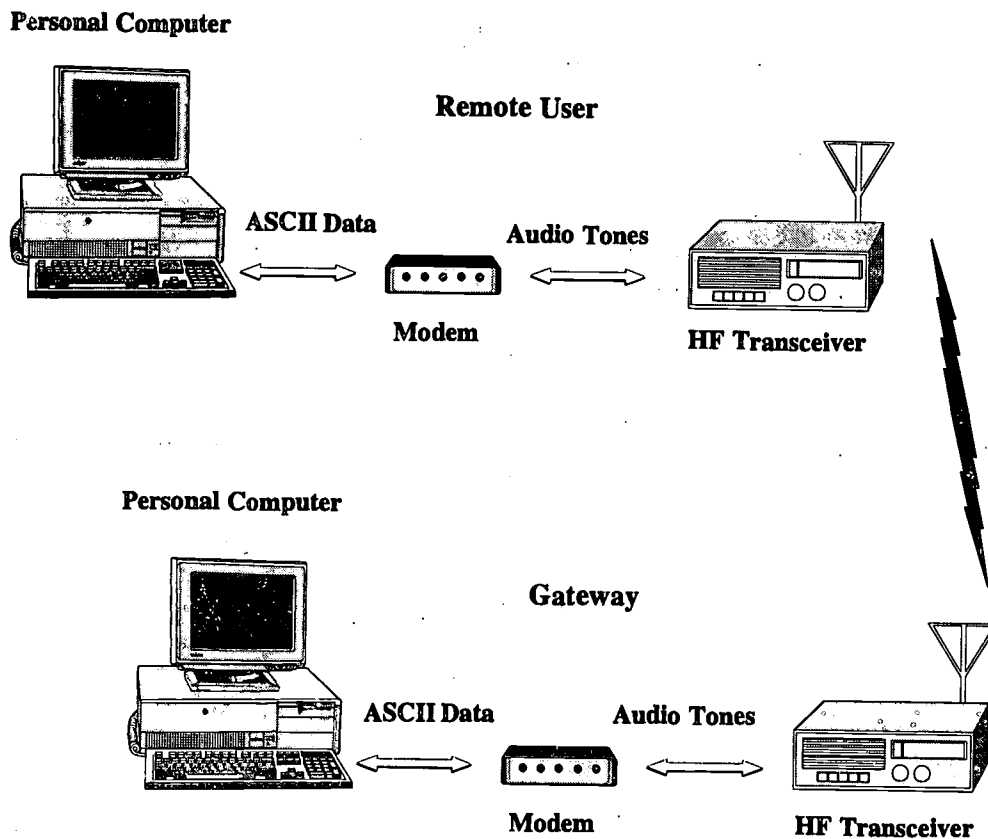 Personal Computer
Remote User
ASCII Data
Audio Tones
Modem
HF Transceiver
Personal Computer
Gateway
ASCII Data
Audio Tones
Modem
HF Transceiver